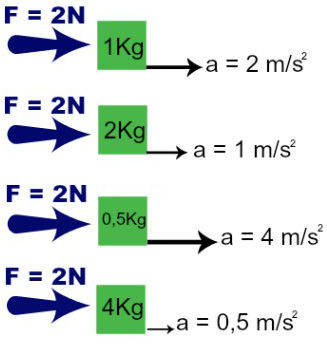 F = 2N
1Kg
a = 2 m/s²
F = 2N
2Kg
a = 1 m/s²
F = 2N
0,5Kg
a = 4 m/s²
F = 2N
4Kg
a = 0,5 m/s²